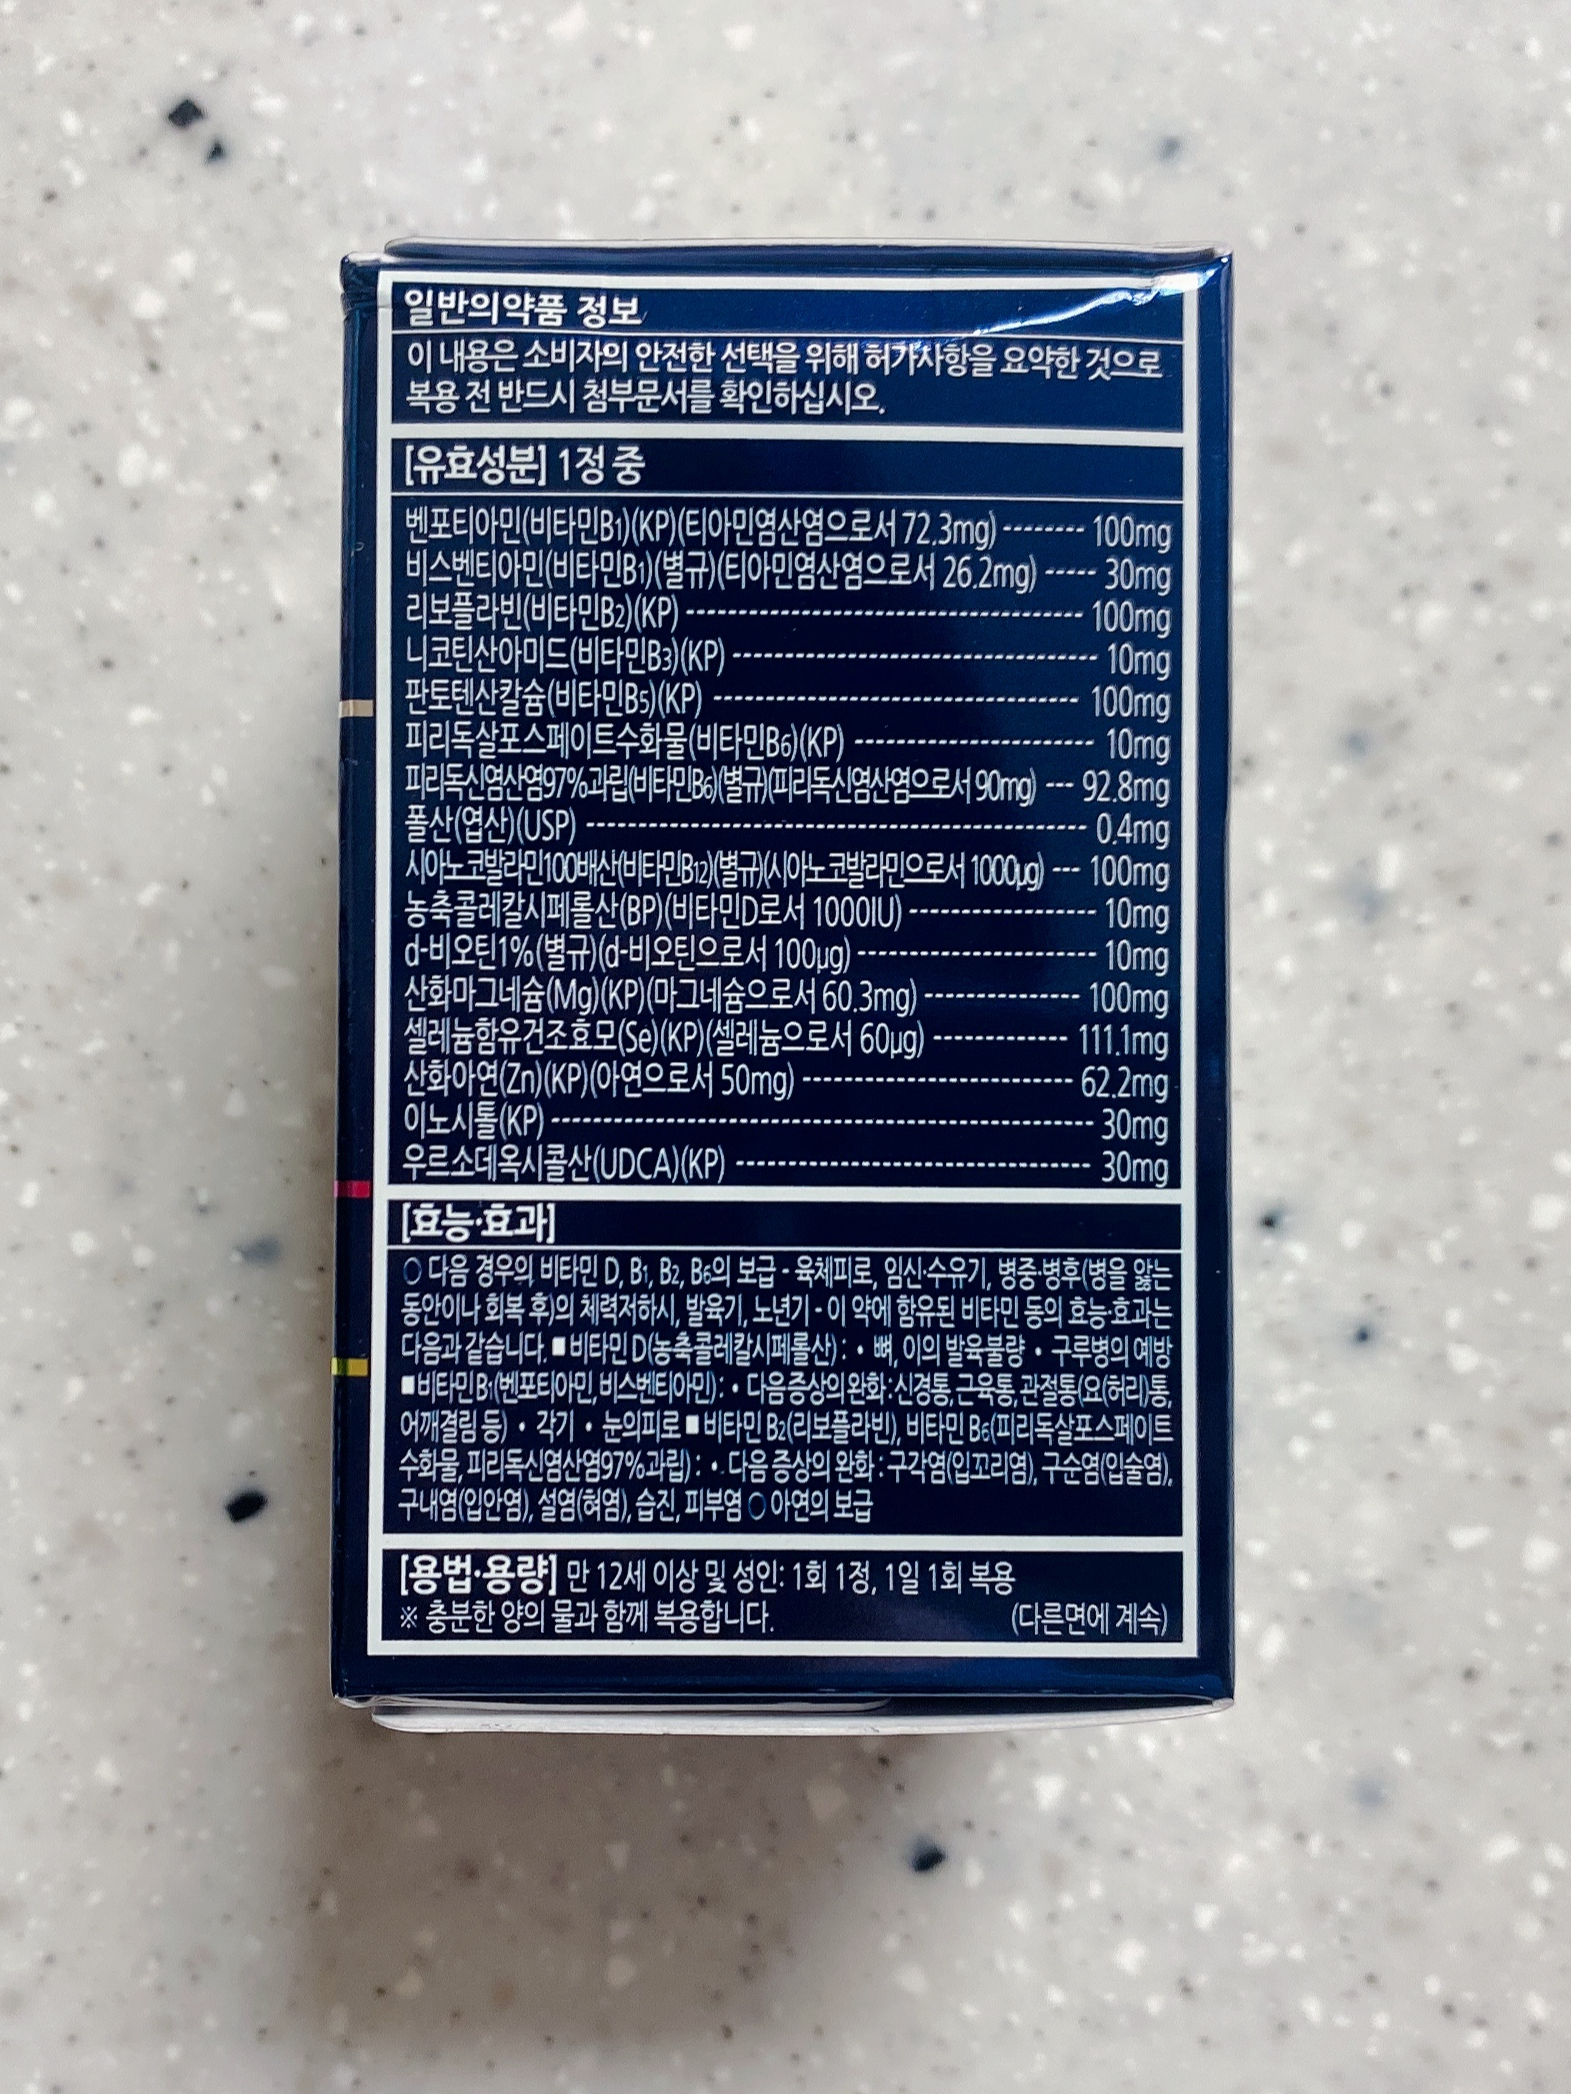 일반의약품 정보
이 내용은 소비자의 안전한 선택을 위해 허가사항을 요약한 것으로
복용 전 반드시 첨부문서를 확인하십시오.
[유효성분] 1정 중
벤포티아민(비타민B1)(KP)(티아민염산염으로서 72.3mg) -------- 100mg
비스벤티아민(비타민B1)(별규)(티아민염산염으로서 26.2mg) ----- 30mg
리보플라빈(비타민B2)(KP) -------------------------------------- 100mg
니코틴산아미드(비타민B3)(KP) ----------------------------------- 10mg
판토텐산칼슘(비타민B5)(KP) ----------------------------------- 100mg
피리독살포스페이트수화물(비타민B6)(KP) ----------------------- 10mg
피리독신염산염97%과립(비타민B6)(별규)(피리독신염산염으로서 90mg) --- 92.8mg
폴산(엽산)(USP) ------------------------------------------------ 0.4mg
시아노코발라민100배산(비타민B12)(별규)(시아노코발라민으로서 1000μg) --- 100mg
농축콜레칼시페롤산(BP)(비타민D로서 1000IU) ------------------ 10mg
d-비오틴1%(별규)(d-비오틴으로서 100μg) ----------------------- 10mg
산화마그네슘(Mg)(KP)(마그네슘으로서 60.3mg) --------------- 100mg
셀레늄함유건조효모(Se)(KP)(셀레늄으로서 60μg) ------------- 111.1mg
산화아연(Zn)(KP)(아연으로서 50mg) -------------------------- 62.2mg
이노시톨(KP) ---------------------------------------------------- 30mg
우르소데옥시콜산(UDCA)(KP) ---------------------------------- 30mg
[효능·효과]
○ 다음 경우의 비타민 D, B1, B2, B6의 보급 - 육체피로, 임신·수유기, 병중·병후(병을 앓는
동안이나 회복 후)의 체력저하시, 발육기, 노년기 - 이 약에 함유된 비타민 등의 효능·효과는
다음과 같습니다. ■ 비타민 D(농축콜레칼시페롤산) : • 뼈, 이의 발육불량 • 구루병의 예방
■ 비타민 B1(벤포티아민, 비스벤티아민) : • 다음 증상의 완화 : 신경통, 근육통, 관절통(요(허리)통,
어깨결림 등) • 각기 • 눈의피로 ■ 비타민 B2(리보플라빈), 비타민 B6(피리독살포스페이트
수화물, 피리독신염산염97%과립) : • 다음 증상의 완화 : 구각염(입꼬리염), 구순염(입술염),
구내염(입안염), 설염(혀염), 습진, 피부염 ○ 아연의 보급
[용법·용량] 만 12세 이상 및 성인: 1회 1정, 1일 1회 복용
※ 충분한 양의 물과 함께 복용합니다. (다른면에 계속)